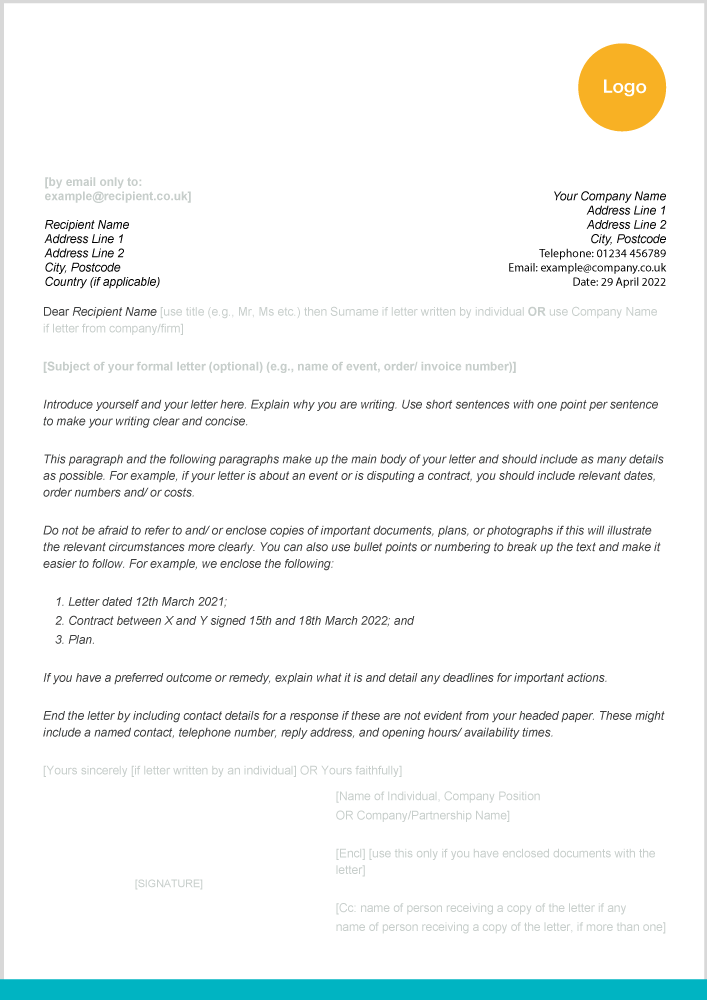 Logo
[by email only to:
example@recipient.co.uk]
Recipient Name
Address Line 1
Address Line 2
City, Postcode
Country (if applicable)
Your Company Name
Address Line 1
Address Line 2
City, Postcode
Telephone: 01234 456789
Email: example@company.co.uk
Date: 29 April 2022
Dear Recipient Name [use title (e.g., Mr, Ms etc.) then Surname if letter written by individual OR use Company Name
if letter from company/firm]
[Subject of your formal letter (optional) (e.g., name of event, order/ invoice number)]
Introduce yourself and your letter here. Explain why you are writing. Use short sentences with one point per sentence
to make your writing clear and concise.
This paragraph and the following paragraphs make up the main body of your letter and should include as many details
as possible. For example, if your letter is about an event or is disputing a contract, you should include relevant dates,
order numbers and/ or costs.
Do not be afraid to refer to and/ or enclose copies of important documents, plans, or photographs if this will illustrate
the relevant circumstances more clearly. You can also use bullet points or numbering to break up the text and make it
easier to follow. For example, we enclose the following:
1. Letter dated 12th March 2021;
2. Contract between X and Y signed 15th and 18th March 2022; and
3. Plan.
If you have a preferred outcome or remedy, explain what it is and detail any deadlines for important actions.
End the letter by including contact details for a response if these are not evident from your headed paper. These might
include a named contact, telephone number, reply address, and opening hours/ availability times.
[Yours sincerely [if letter written by an individual] OR Yours faithfully]
[Name of Individual, Company Position
OR Company/Partnership Name]
[Encl] [use this only if you have enclosed documents with the
letter]
[SIGNATURE]
[Cc: name of person receiving a copy of the letter if any
name of person receiving a copy of the letter, if more than one]